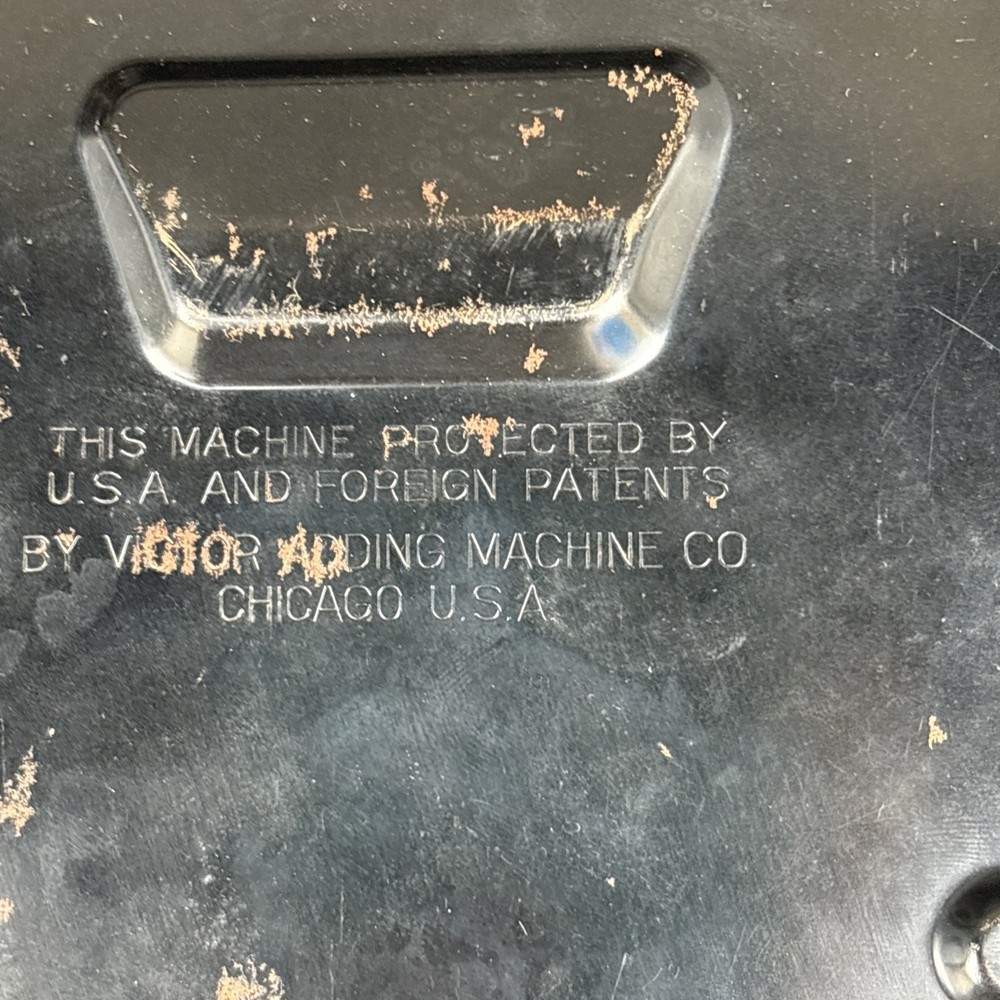 THIS MACHINE PROTECTED BY
U.S.A. AND FOREIGN PATENTS
BY VICTOR ADDING MACHINE CO.
CHICAGO U.S.A.